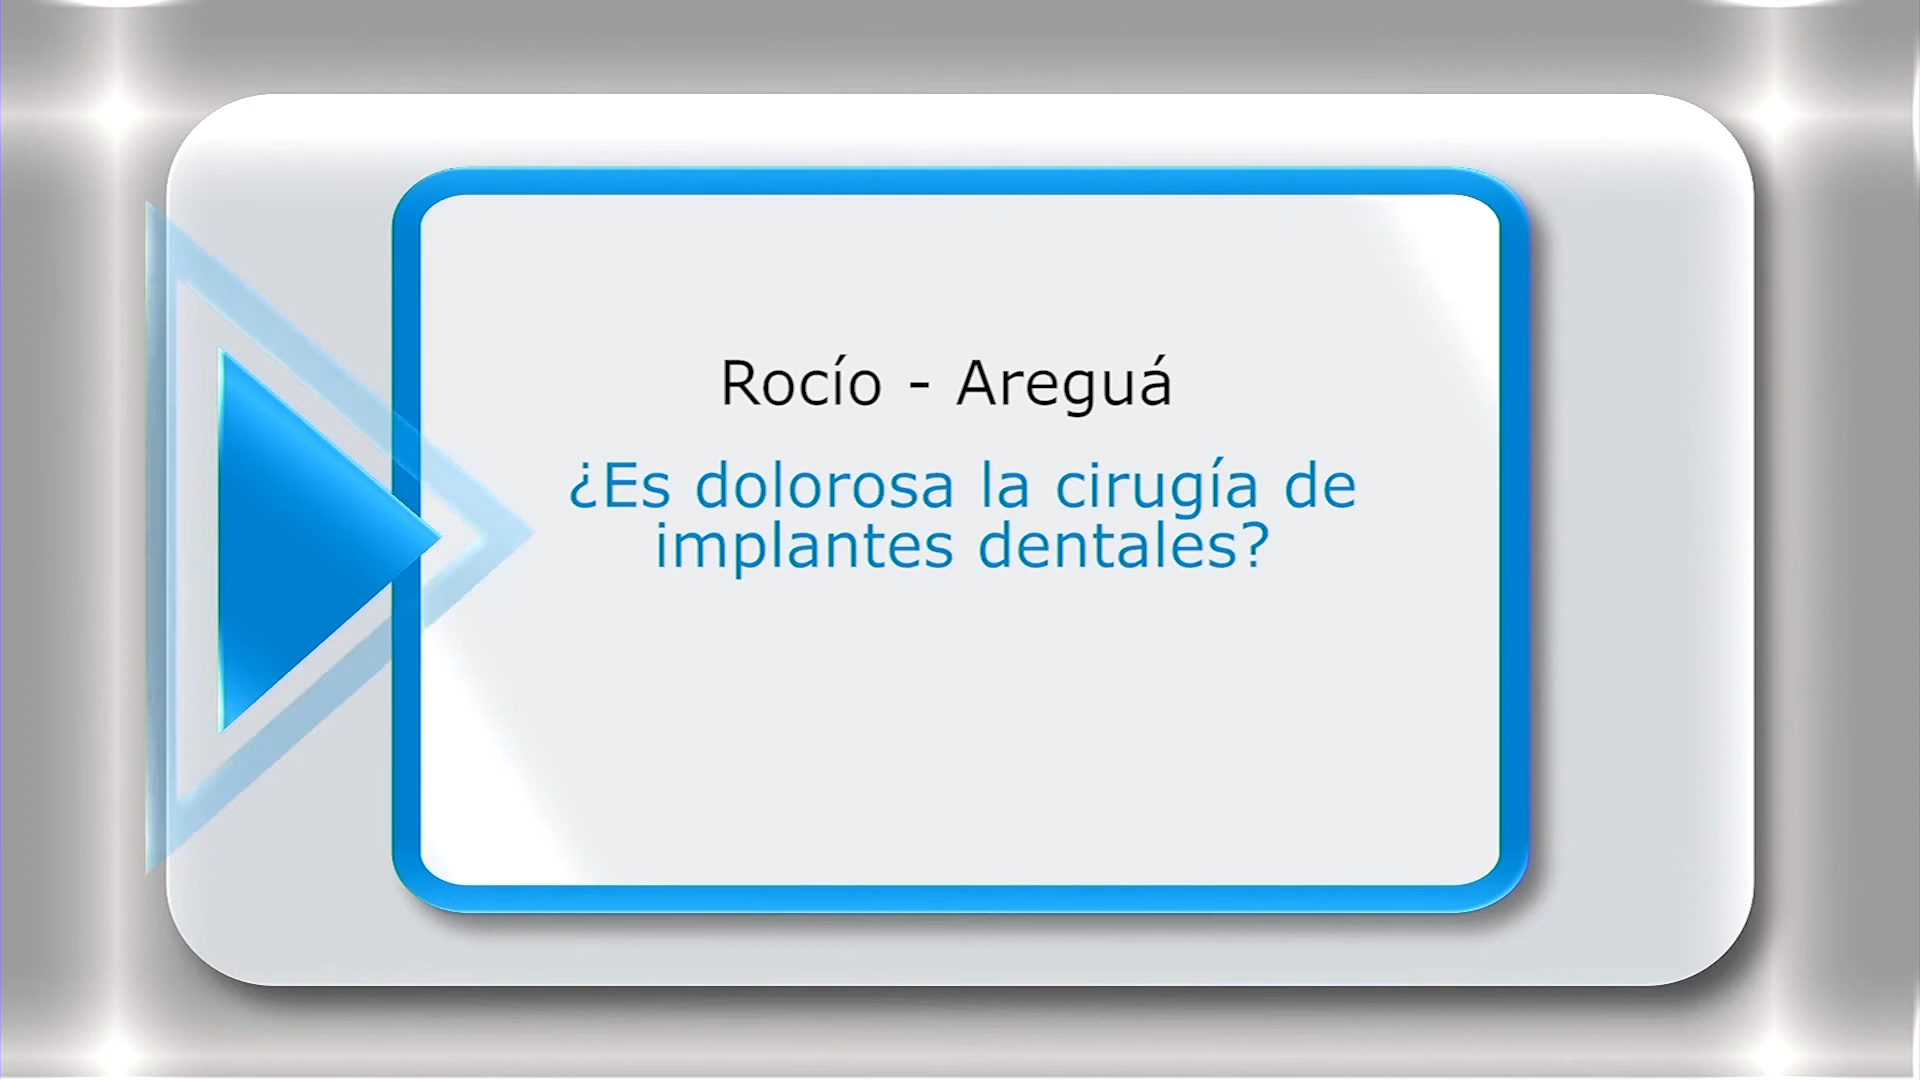 Rocío - Areguá
¿Es dolorosa la cirugía de
implantes dentales?